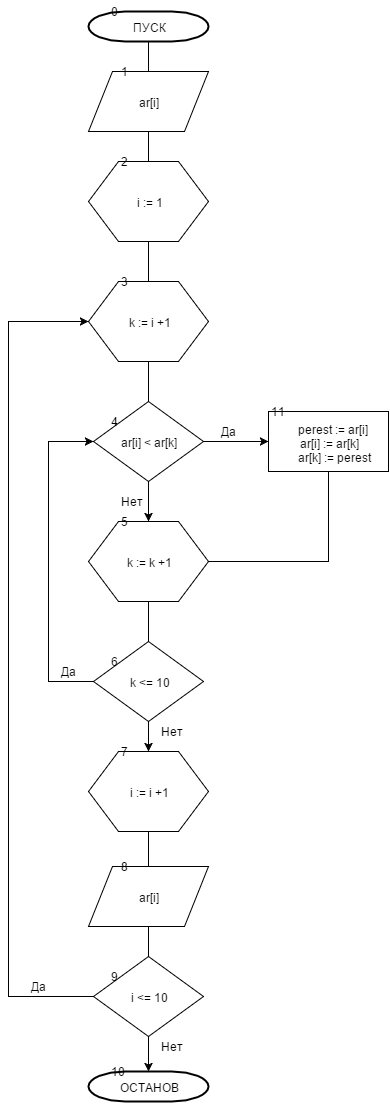 0
ПУСК
1
ar[i]
2
i := 1
3
k := i +1
4
ar[i] < ar[k]
Да
11
perest := ar[i]
ar[i] := ar[k]
ar[k] := perest
Нет
5
k := k +1
6
k <= 10
Да
Нет
7
i := i +1
8
ar[i]
9
i <= 10
Да
Нет
10
ОСТАНОВ